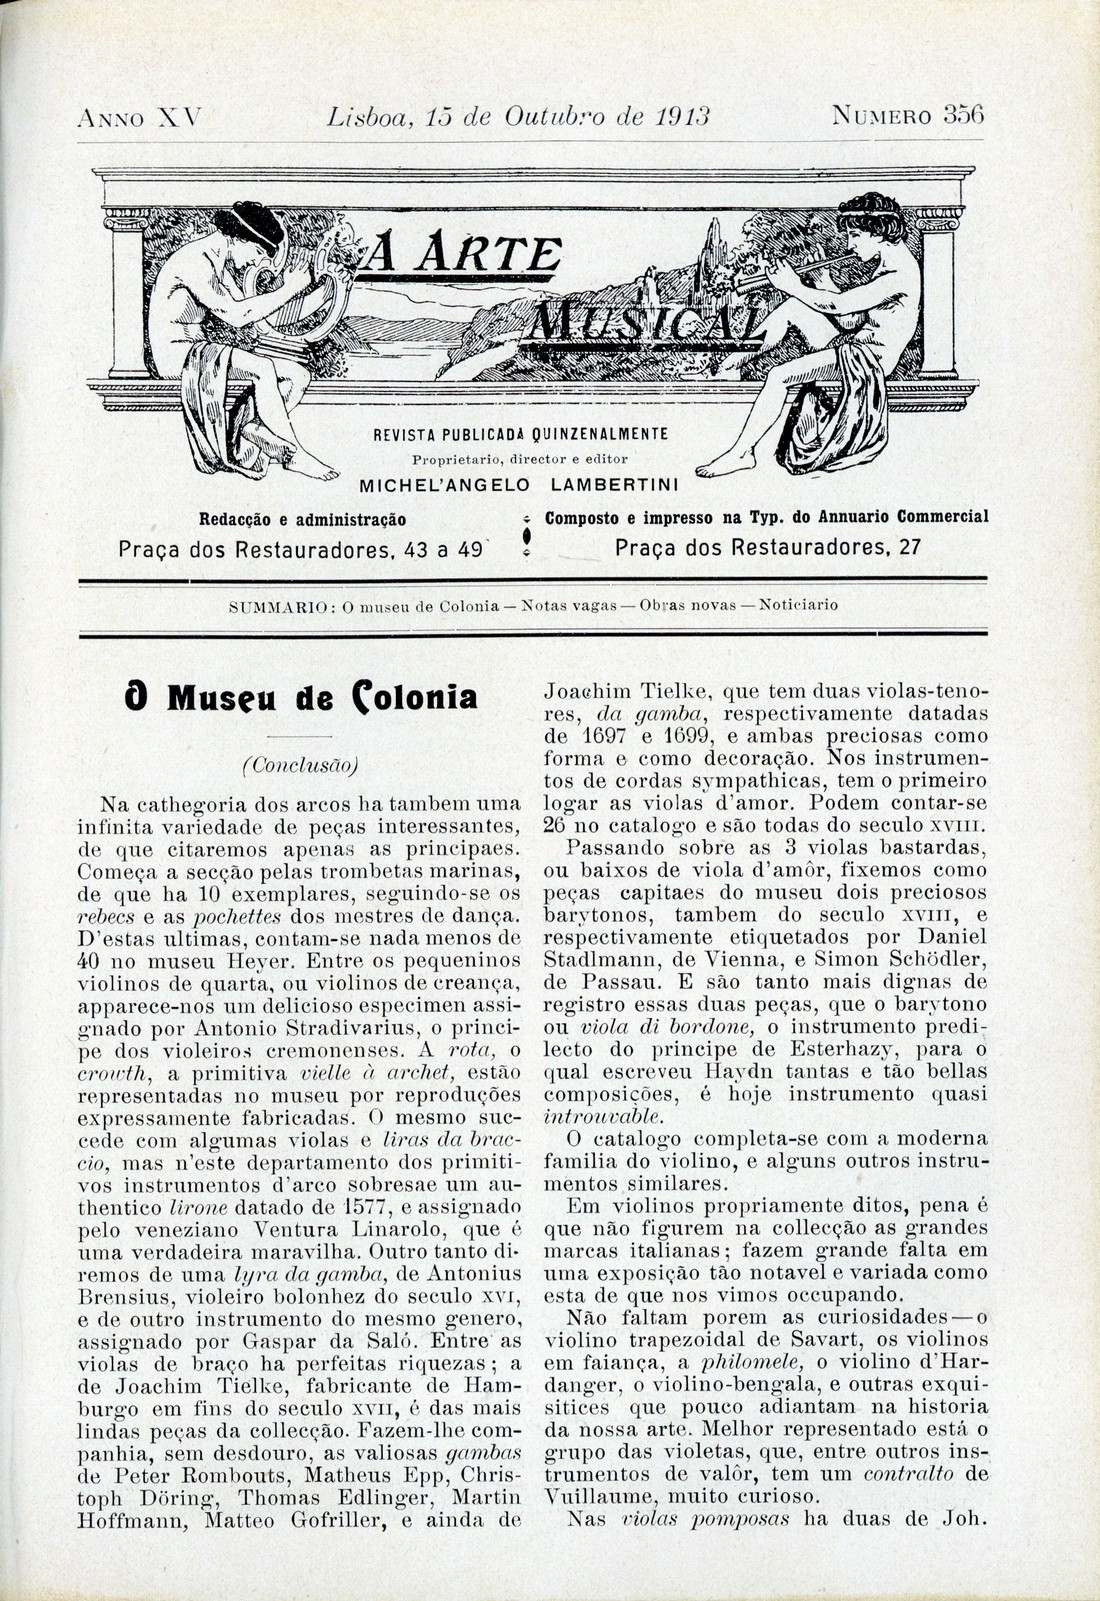 ANNO XV
Lisboa, 15 de Outubro de 1913
NUMERO 356
A ARTE
MUSICAL
REVISTA PUBLICADA QUINZENALMENTE
Proprietario, director e editor
MICHEL'ANGELO LAMBERTINI
Redacção e administração
Praça dos Restauradores, 43 a 49
Composto e impresso na Typ. do Annuario Commercial
Praça dos Restauradores, 27
SUMMARIO: O museu de Colonia — Notas vagas — Obras novas — Noticiario
O Museu de Colonia
(Conclusão)
Na cathegoria dos arcos ha tambem uma
infinita variedade de peças interessantes,
de que citaremos apenas as principaes.
Começa a secção pelas trombetas marinas,
de que ha 10 exemplares, seguindo-se os
rebecs e as pochettes dos mestres de dança.
D'estas ultimas, contam-se nada menos de
40 no museu Heyer. Entre os pequeninos
violinos de quarta, ou violinos de creança,
apparece-nos um delicioso especimen assi-
gnado por Antonio Stradivarius, o princi-
pe dos violeiros cremonenses. A rota, o
crowth, a primitiva vielle à archet, estão
representadas no museu por reproduções
expressamente fabricadas. O mesmo suc-
cede com algumas violas e liras da brac-
cio, mas n'este departamento dos primiti-
vos instrumentos d'arco sobresae um au-
thentico lirone datado de 1577, e assignado
pelo veneziano Ventura Linarolo, que é
uma verdadeira maravilha. Outro tanto di-
remos de uma lyra da gamba, de Antonius
Brensius, violeiro bolonhez do seculo XVI,
e de outro instrumento do mesmo genero,
assignado por Gaspar da Saló. Entre as
violas de braço ha perfeitas riquezas; a
de Joachim Tielke, fabricante de Ham-
burgo em fins do seculo XVII, é das mais
lindas peças da collecção. Fazem-lhe com-
panhia, sem desdouro, as valiosas gambas
de Peter Rombouts, Matheus Epp, Chris-
toph Döring, Thomas Edlinger, Martin
Hoffmann, Matteo Gofriller, e ainda de
Joachim Tielke, que tem duas violas-teno-
res, da gamba, respectivamente datadas
de 1697 e 1699, e ambas preciosas como
forma e como decoração. Nos instrumen-
tos de cordas sympathicas, tem o primeiro
logar as violas d'amor. Podem contar-se
26 no catalogo e são todas do seculo XVIII.
Passando sobre as 3 violas bastardas,
ou baixos de viola d'amôr, fixemos como
peças capitaes do museu dois preciosos
barytonos, tambem do seculo XVIII, e
respectivamente etiquetados por Daniel
Stadlmann, de Vienna, e Simon Schödler,
de Passau. E são tanto mais dignas de
registro essas duas peças, que o barytono
ou viola di bordone, o instrumento predi-
lecto do principe de Esterhazy, para o
qual escreveu Haydn tantas e tão bellas
composições, é hoje instrumento quasi
introuvable.
O catalogo completa-se com a moderna
familia do violino, e alguns outros instru-
mentos similares.
Em violinos propriamente ditos, pena é
que não figurem na collecção as grandes
marcas italianas; fazem grande falta em
uma exposição tão notavel e variada como
esta de que nos vimos occupando.
Não faltam porem as curiosidades — o
violino trapezoidal de Savart, os violinos
em faiança, a philomele, o violino d'Har-
danger, o violino-bengala, e outras exqui-
sitices que pouco adiantam na historia
da nossa arte. Melhor representado está o
grupo das violetas, que, entre outros ins-
trumentos de valôr, tem um contralto de
Vuillaume, muito curioso.
Nas violas pomposas ha duas de Joh.